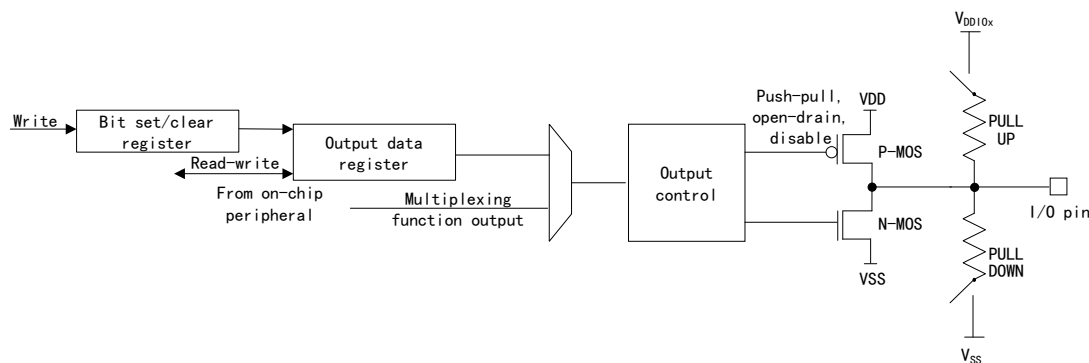 Write
Bit set/clear
register
Read-write
From on-chip
peripheral
Output data
register
Multiplexing
function output
Output
control
Push-pull,
open-drain,
disable
VDD
P-MOS
N-MOS
VSS
VDDIOx
PULL
UP
I/O pin
PULL
DOWN
VSS